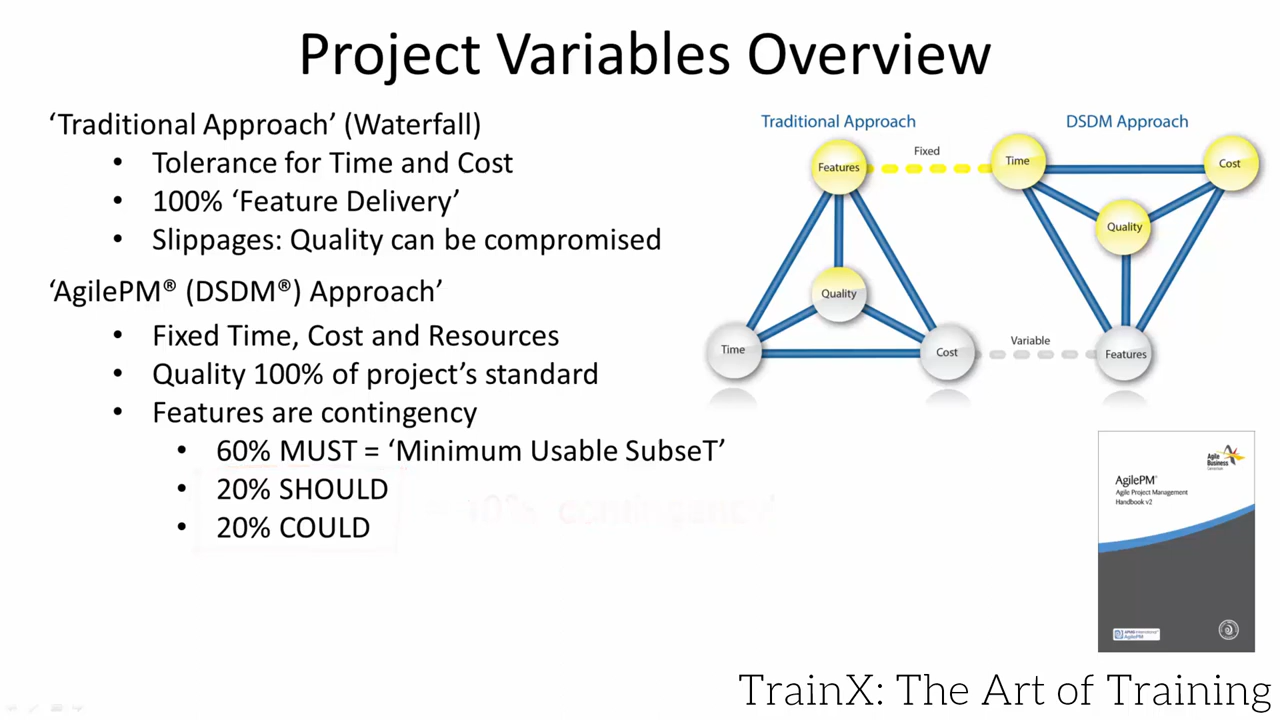 Project Variables Overview
‘Traditional Approach’ (Waterfall)
• Tolerance for Time and Cost
• 100% ‘Feature Delivery’
• Slippages: Quality can be compromised
‘AgilePM® (DSDM®) Approach’
• Fixed Time, Cost and Resources
• Quality 100% of project’s standard
• Features are contingency
• 60% MUST = ‘Minimum Usable SubseT’
• 20% SHOULD
• 20% COULD
contingency
Traditional Approach
DSDM Approach
Features
Fixed
Time
Cost
Quality
Quality
Time
Cost
Variable
Features
Agile
Business
Consortium
AgilePM®
Agile Project Management
Handbook v2
APMG International
AgilePM
TrainX: The Art of Training